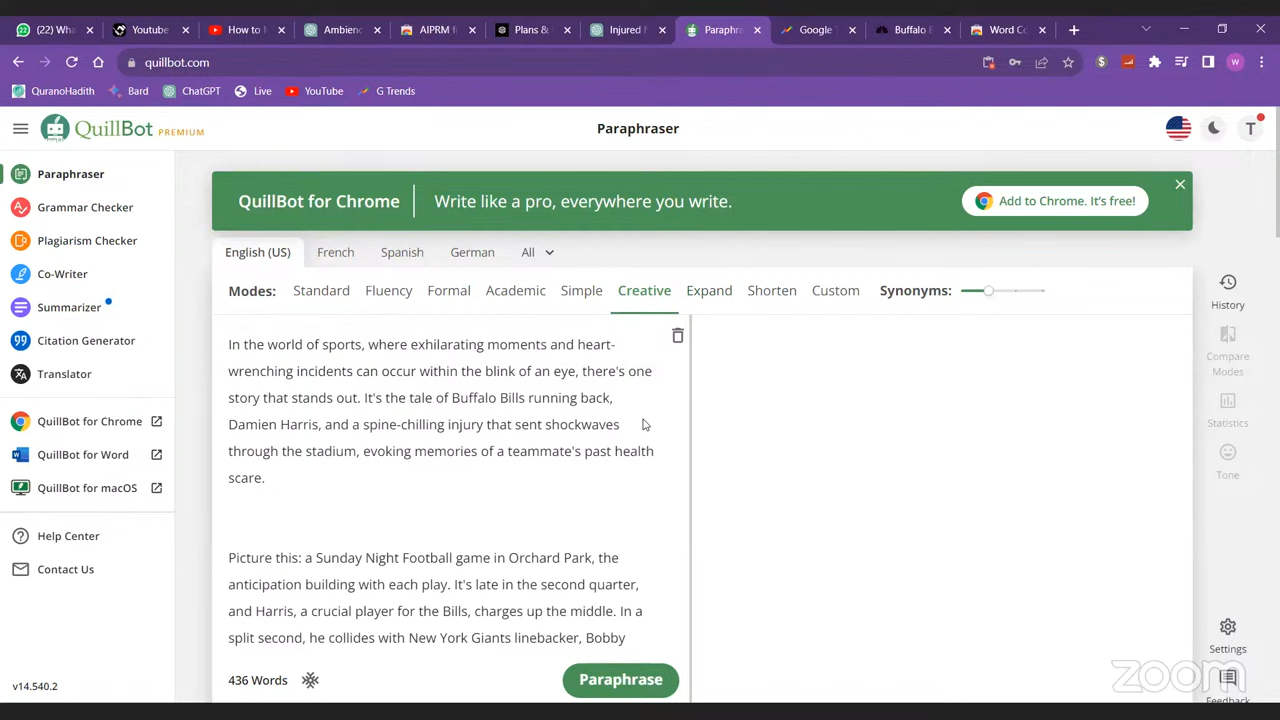 (22) Wha
Youtube
How to M
Ambienc
AIPRM f
Plans &
Injured M
Paraphra
Google T
Buffalo E
Word Co
quillbot.com
W
QuranoHadith
Bard
ChatGPT
Live
YouTube
G Trends
QuillBot PREMIUM
Paraphraser
T
Paraphraser
Grammar Checker
Plagiarism Checker
Co-Writer
Summarizer
Citation Generator
Translator
QuillBot for Chrome
QuillBot for Word
QuillBot for macOS
Help Center
Contact Us
v14.540.2
QuillBot for Chrome
Write like a pro, everywhere you write.
Add to Chrome. It's free!
English (US)
French
Spanish
German
All
Modes:
Standard
Fluency
Formal
Academic
Simple
Creative
Expand
Shorten
Custom
Synonyms:
In the world of sports, where exhilarating moments and heart-
wrenching incidents can occur within the blink of an eye, there's one
story that stands out. It's the tale of Buffalo Bills running back,
Damien Harris, and a spine-chilling injury that sent shockwaves
through the stadium, evoking memories of a teammate's past health
scare.
Picture this: a Sunday Night Football game in Orchard Park, the
anticipation building with each play. It's late in the second quarter,
and Harris, a crucial player for the Bills, charges up the middle. In a
split second, he collides with New York Giants linebacker, Bobby
436 Words
Paraphrase
History
Compare
Modes
Statistics
Tone
Settings
Feedback
zoom